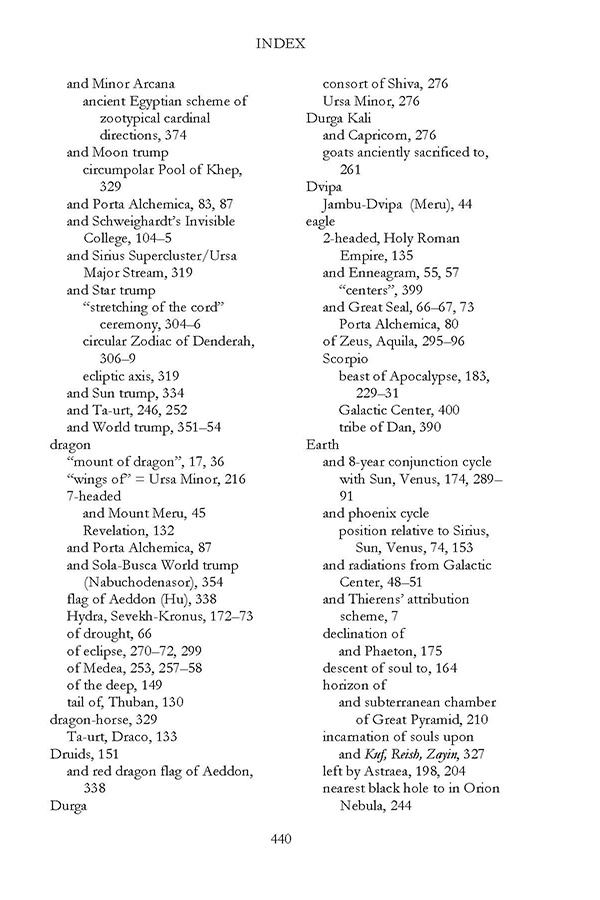 INDEX
and Minor Arcana
ancient Egyptian scheme of
zootypical cardinal
directions, 374
and Moon trump
circumpolar Pool of Khep,
329
and Porta Alchemica, 83, 87
and Schweighardt's Invisible
College, 104–5
and Sirius Supercluster/Ursa
Major Stream, 319
and Star trump
“stretching of the cord”
ceremony, 304–6
circular Zodiac of Denderah,
306–9
ecliptic axis, 319
and Sun trump, 334
and Ta-urt, 246, 252
and World trump, 351–54
dragon
“mount of dragon”, 17, 36
“wings of” = Ursa Minor, 216
7-headed
and Mount Meru, 45
Revelation, 132
and Porta Alchemica, 87
and Sola-Busca World trump
(Nabuchodenasor), 354
flag of Aeddon (Hu), 338
Hydra, Sevekh-Kronus, 172–73
of drought, 66
of eclipse, 270–72, 299
of Medea, 253, 257–58
of the deep, 149
tail of, Thuban, 130
dragon-horse, 329
Ta-urt, Draco, 133
Druids, 151
and red dragon flag of Aeddon,
338
Durga
consort of Shiva, 276
Ursa Minor, 276
Durga Kali
and Capricorn, 276
goats anciently sacrificed to,
261
Dvipa
Jambu-Dvipa (Meru), 44
eagle
2-headed, Holy Roman
Empire, 135
and Enneagram, 55, 57
“centers”, 399
and Great Seal, 66–67, 73
Porta Alchemica, 80
of Zeus, Aquila, 295–96
Scorpio
beast of Apocalypse, 183,
229–31
Galactic Center, 400
tribe of Dan, 390
Earth
and 8-year conjunction cycle
with Sun, Venus, 174, 289–
91
and phoenix cycle
position relative to Sirius,
Sun, Venus, 74, 153
and radiations from Galactic
Center, 48–51
and Thierens' attribution
scheme, 7
declination of
and Phaeton, 175
descent of soul to, 164
horizon of
and subterranean chamber
of Great Pyramid, 210
incarnation of souls upon
and Kuf, Reish, Zayin, 327
left by Astraea, 198, 204
nearest black hole to in Orion
Nebula, 244
440